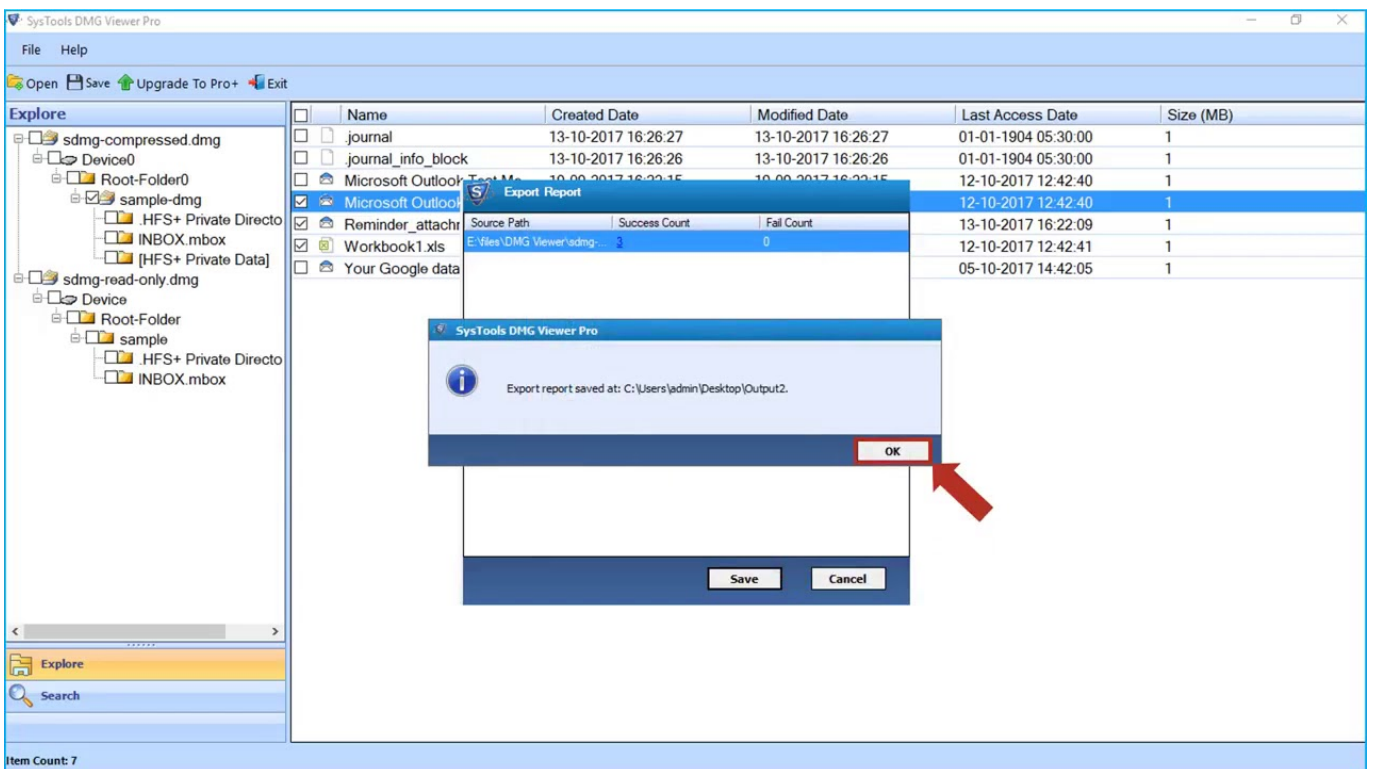 SysTools DMG Viewer Pro
File Help
Open Save Upgrade To Pro+ Exit
Explore
sdmg-compressed.dmg
Device0
Root-Folder0
sample-dmg
.HFS+ Private Directo
INBOX.mbox
[HFS+ Private Data]
sdmg-read-only.dmg
Device
Root-Folder
sample
.HFS+ Private Directo
INBOX.mbox
Explore
Search
Item Count: 7
Name Created Date Modified Date Last Access Date Size (MB)
.journal 13-10-2017 16:26:27 13-10-2017 16:26:27 01-01-1904 05:30:00 1
.journal_info_block 13-10-2017 16:26:26 13-10-2017 16:26:26 01-01-1904 05:30:00 1
Microsoft Outlook Test Me 12-10-2017 12:42:40 1
Microsoft Outlook 12-10-2017 12:42:40 1
Reminder_attachr 13-10-2017 16:22:09 1
Workbook1.xls 12-10-2017 12:42:41 1
Your Google data 05-10-2017 14:42:05 1
Export Report
Source Path Success Count Fail Count
E:\files\DMG Viewer\sdmg-... 3 0
SysTools DMG Viewer Pro
Export report saved at: C:\Users\admin\Desktop\Output2.
OK
Save Cancel